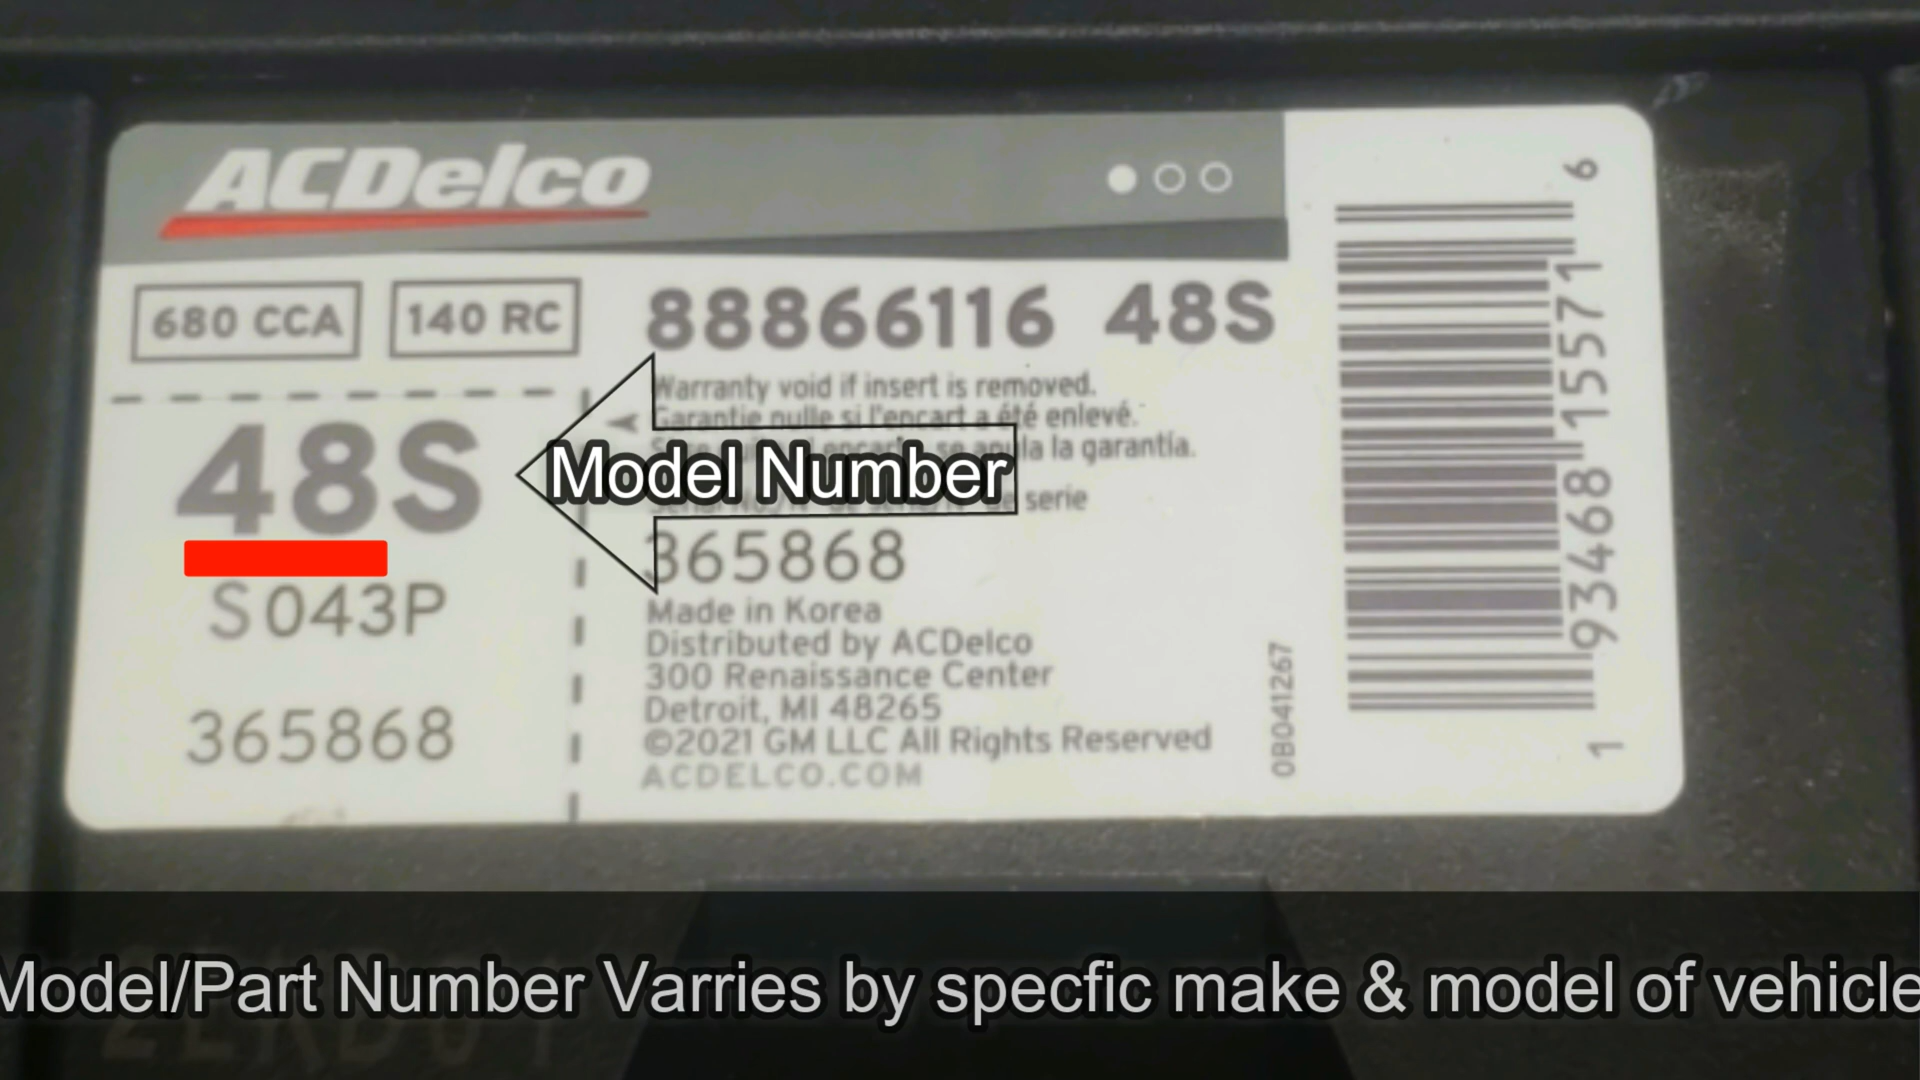 ACDelco
680 CCA 140 RC 88866116 48S
Warranty void if insert is removed.
Garantie nulle si l'encart a été enlevé.
la garantía.
48S
Model Number
serie
365868
S043P
Made in Korea
Distributed by ACDelco
300 Renaissance Center
Detroit, MI 48265
©2021 GM LLC All Rights Reserved
ACDELCO.COM
365868
0B041267
1 93468 15571 6
Model/Part Number Varries by specfic make & model of vehicle